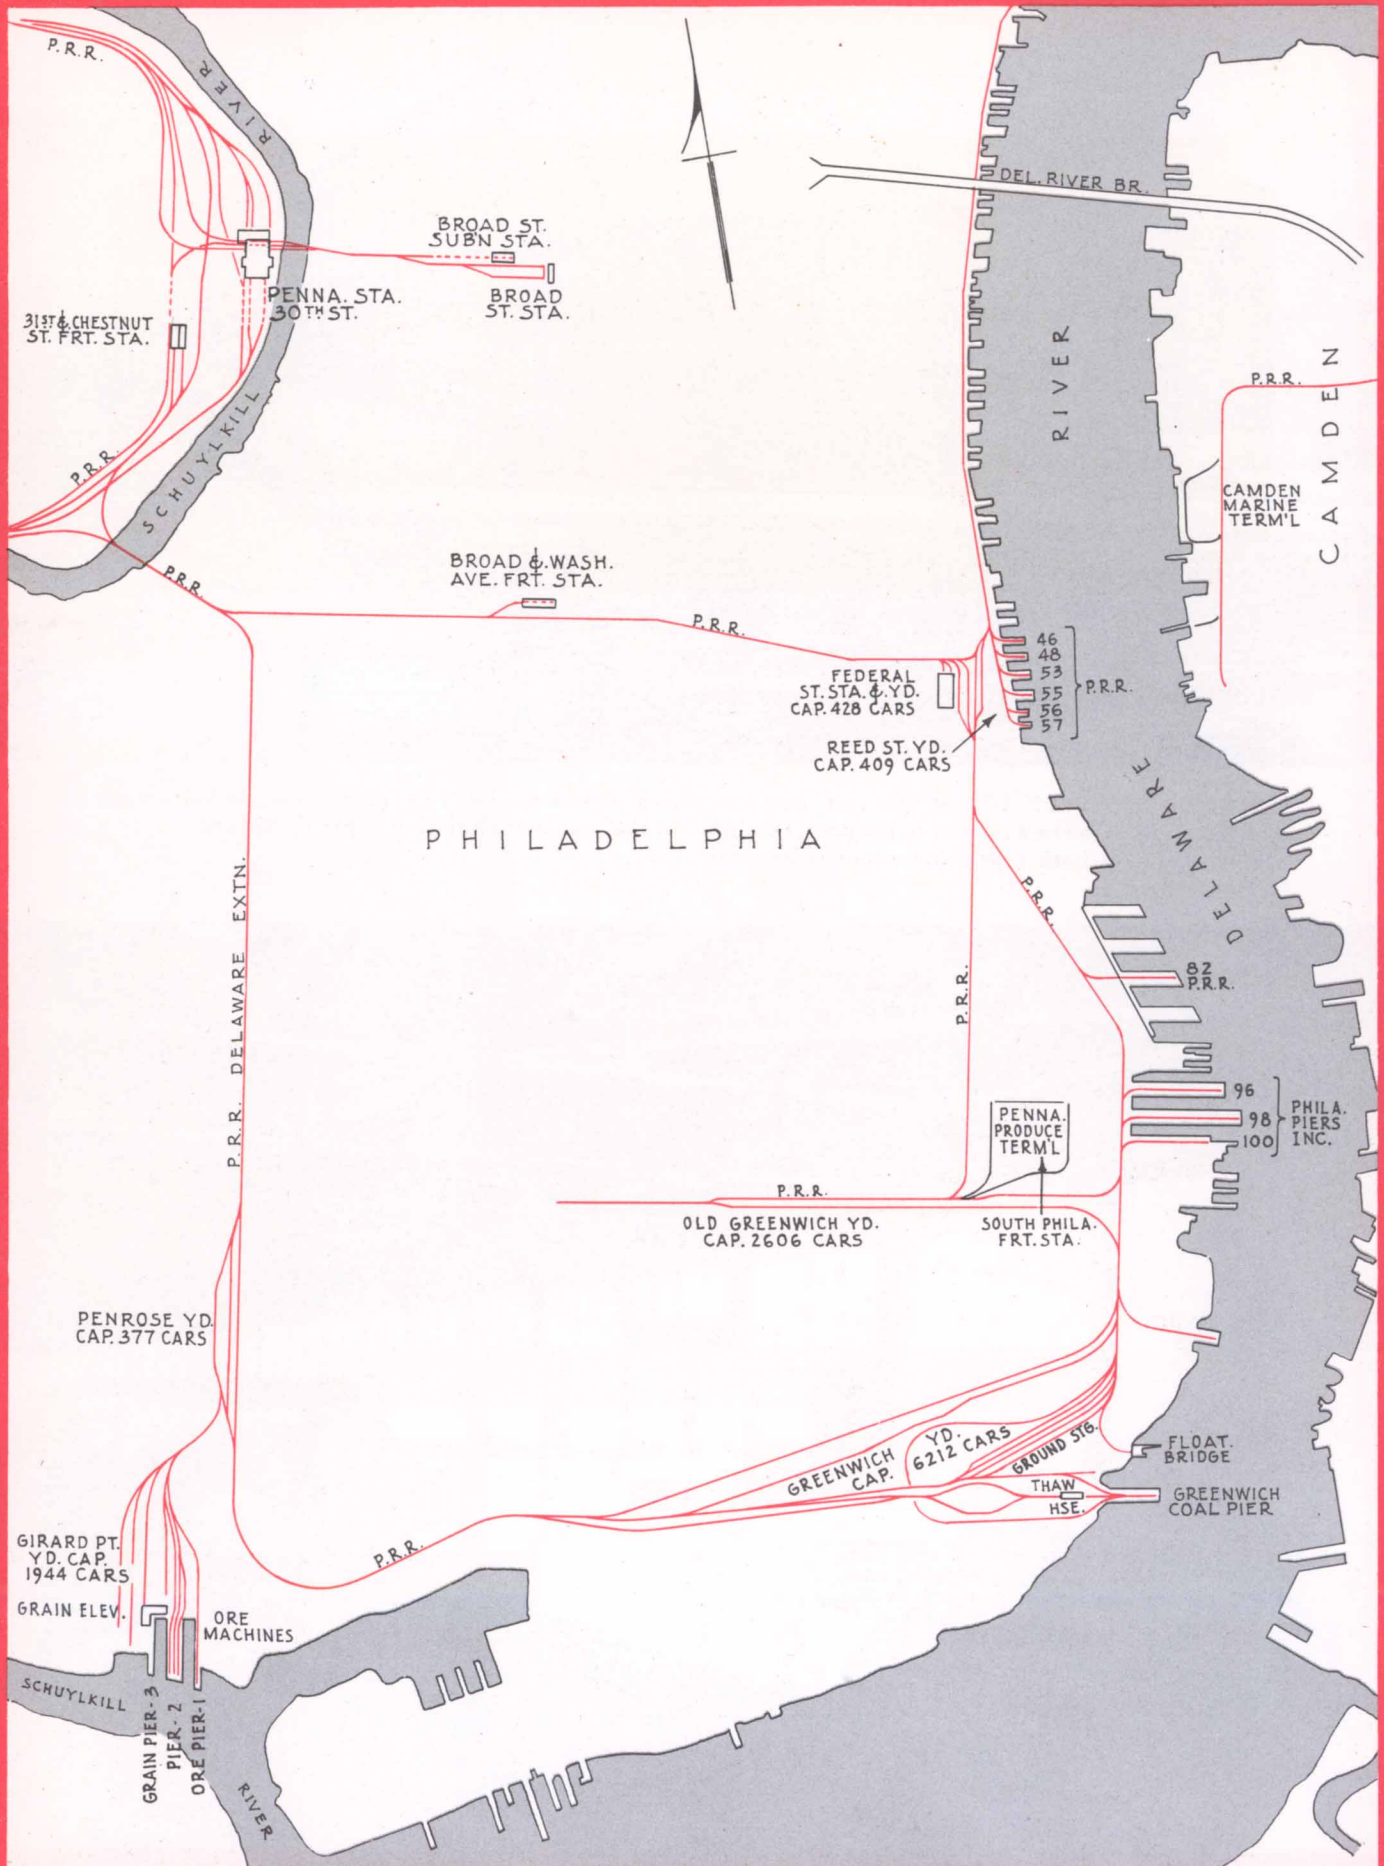 P.R.R.
RIVER
DEL. RIVER BR.
BROAD ST.
SUB'N STA.
BROAD
ST. STA.
PENNA. STA.
30TH ST.
31ST & CHESTNUT
ST. FRT. STA.
RIVER
CAMDEN
P.R.R.
CAMDEN
MARINE
TERM'L
P.R.R.
SCHUYLKILL
P.R.R.
BROAD & WASH.
AVE. FRT. STA.
P.R.R.
46
48
53
55
56
57
P.R.R.
FEDERAL
ST. STA. & YD.
CAP. 428 CARS
REED ST. YD.
CAP. 409 CARS
DELAWARE
DELAWARE
PHILADELPHIA
P.R.R. DELAWARE EXTN.
P.R.R.
P.R.R.
82
P.R.R.
96
98
100
PHILA.
PIERS
INC.
PENNA.
PRODUCE
TERM'L
P.R.R.
OLD GREENWICH YD.
CAP. 2606 CARS
SOUTH PHILA.
FRT. STA.
PENROSE YD.
CAP. 377 CARS
GREENWICH YD.
CAP. 6212 CARS
GROUND STG.
FLOAT.
BRIDGE
THAW
HSE.
GREENWICH
COAL PIER
P.R.R.
GIRARD PT.
YD. CAP.
1944 CARS
GRAIN ELEV.
ORE
MACHINES
SCHUYLKILL
GRAIN PIER-3
PIER-2
ORE PIER-1
RIVER